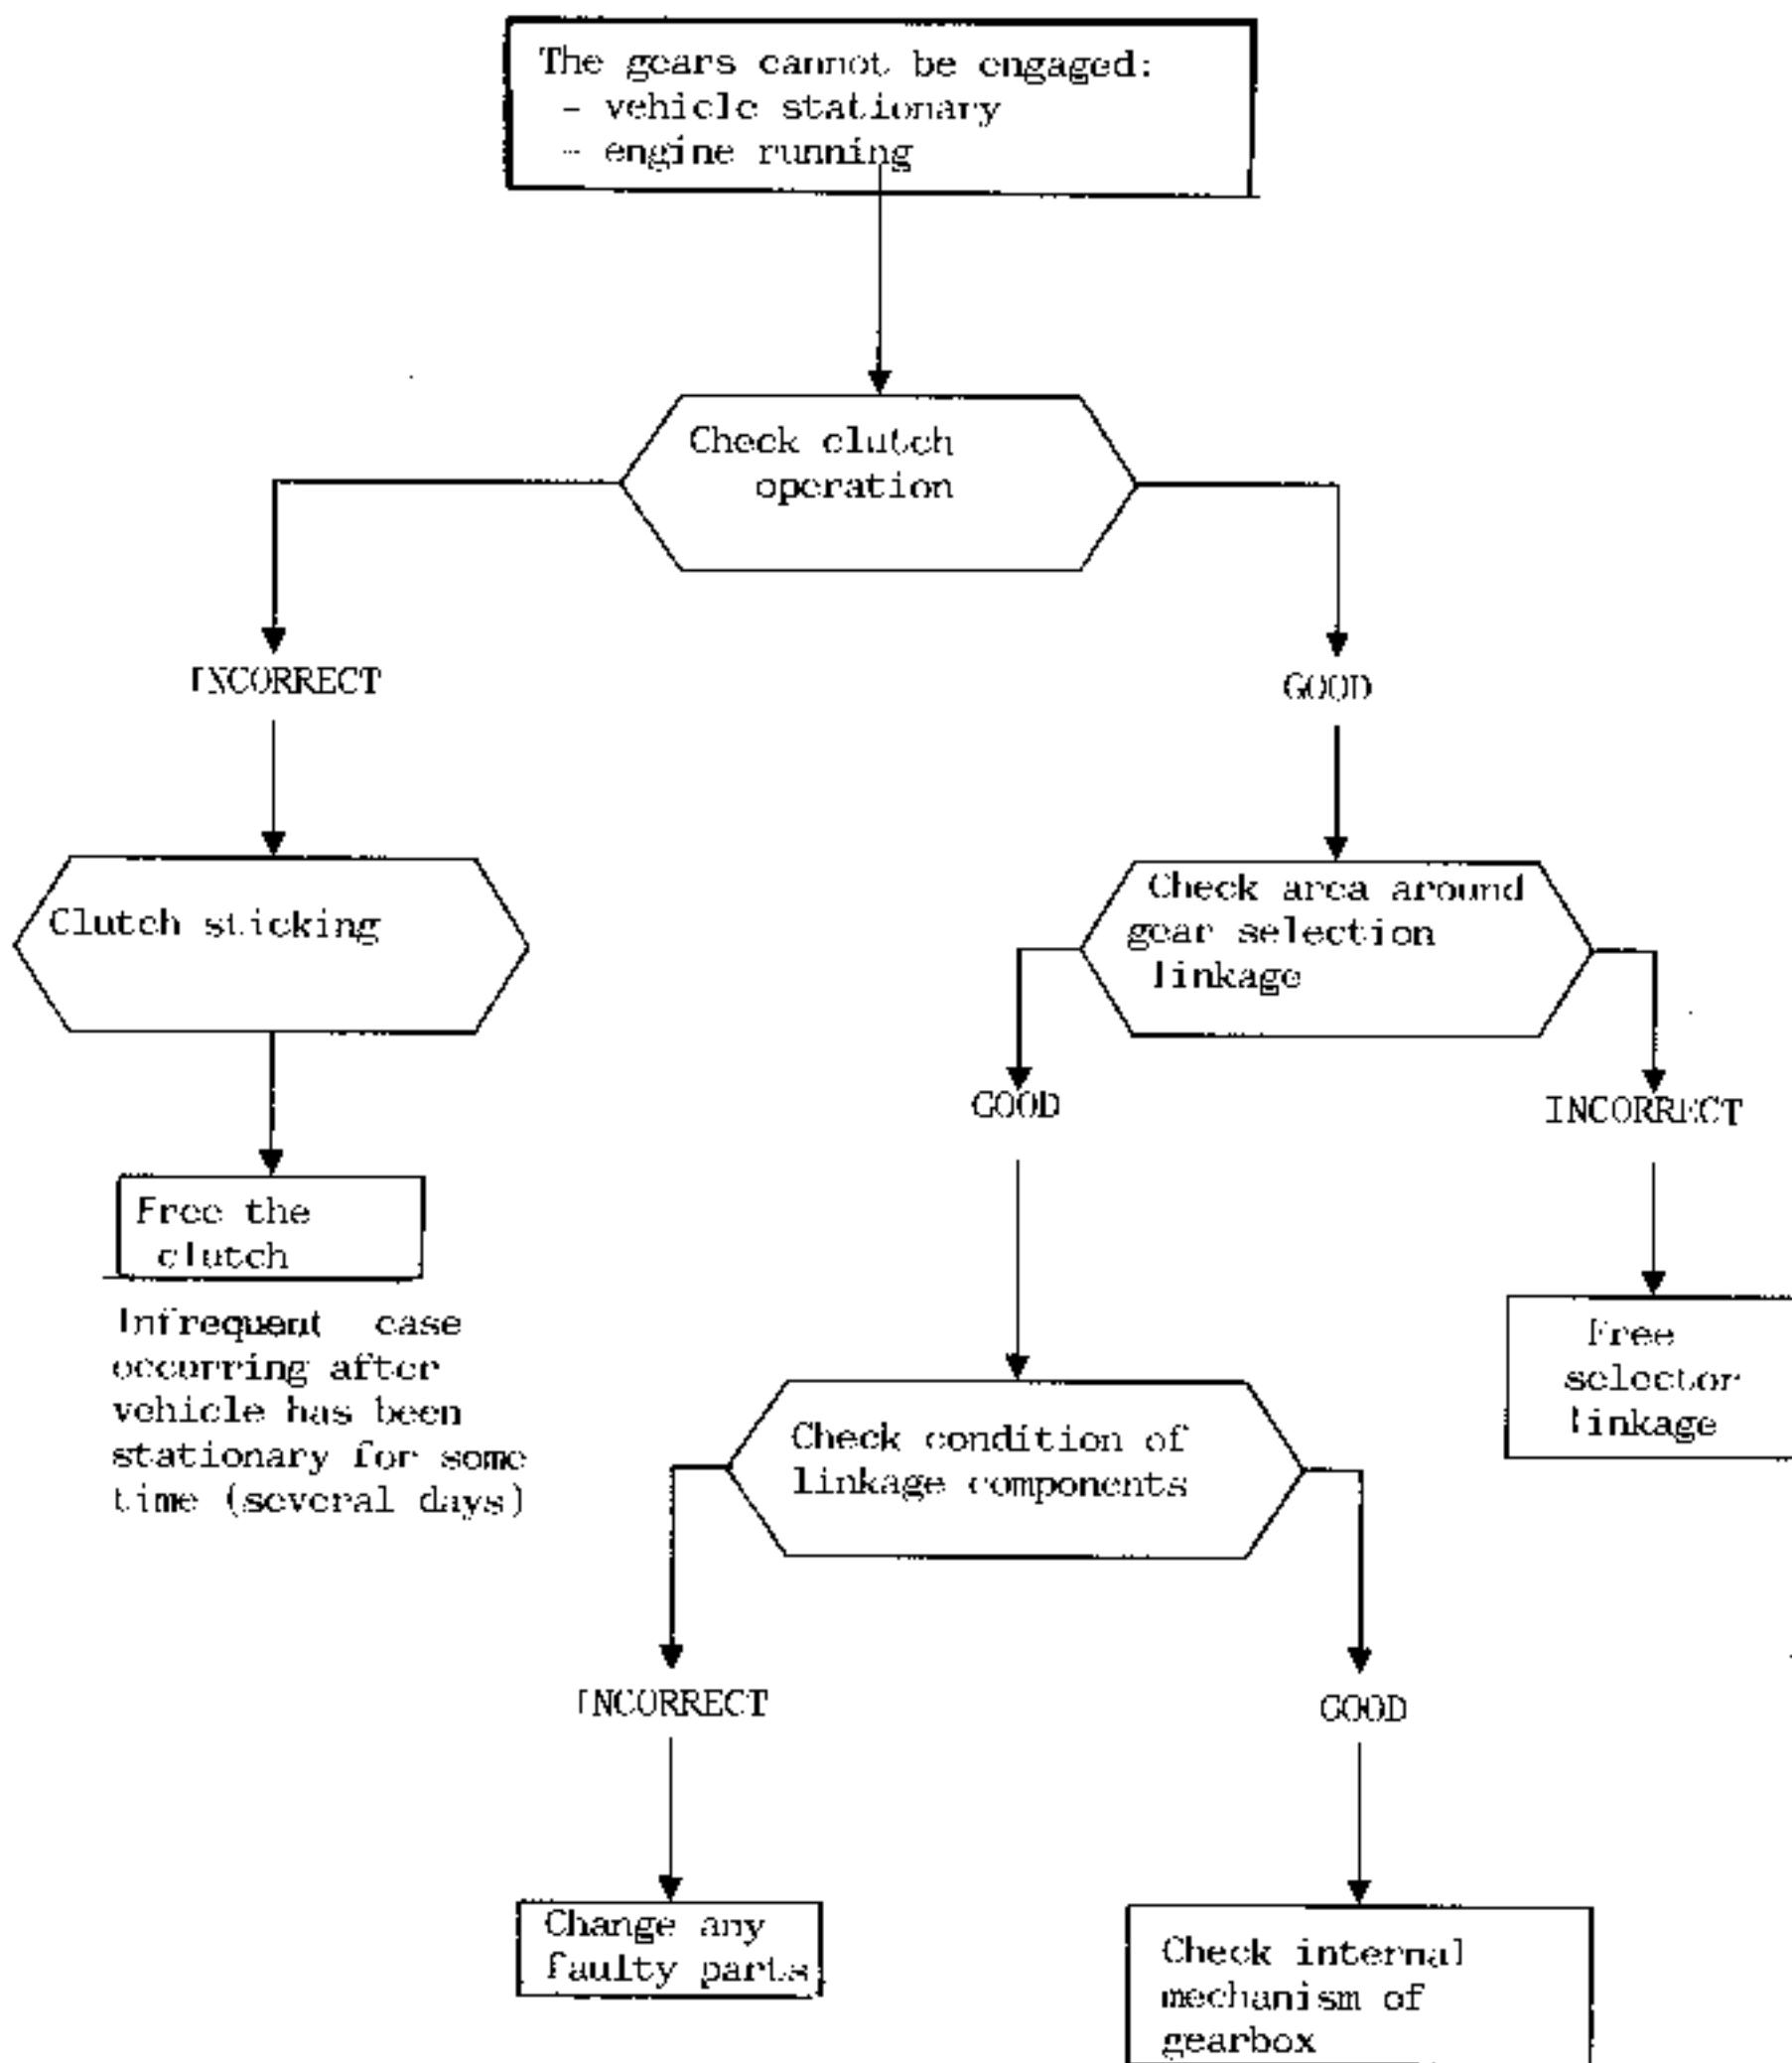 The gears cannot be engaged:
- vehicle stationary
- engine running
Check clutch
operation
INCORRECT
GOOD
Clutch sticking
Check area around
gear selection
linkage
GOOD
INCORRECT
Free the
clutch
Infrequent case
occurring after
vehicle has been
stationary for some
time (several days)
Free
selector
linkage
Check condition of
linkage components
INCORRECT
GOOD
Change any
faulty parts
Check internal
mechanism of
gearbox